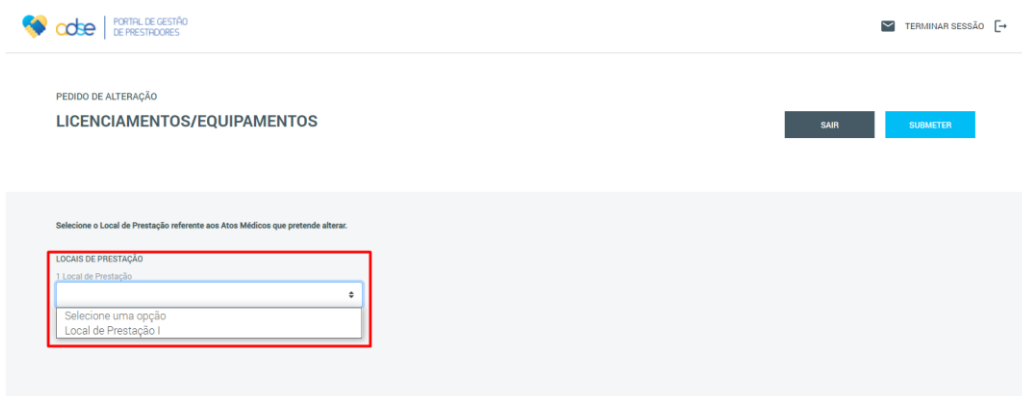 adse
PORTAL DE GESTÃO
DE PRESTADORES
TERMINAR SESSÃO
PEDIDO DE ALTERAÇÃO
LICENCIAMENTOS/EQUIPAMENTOS
SAIR
SUBMETER
Selecione o Local de Prestação referente aos Atos Médicos que pretende alterar.
LOCAIS DE PRESTAÇÃO
1 Local de Prestação
Selecione uma opção
Local de Prestação I